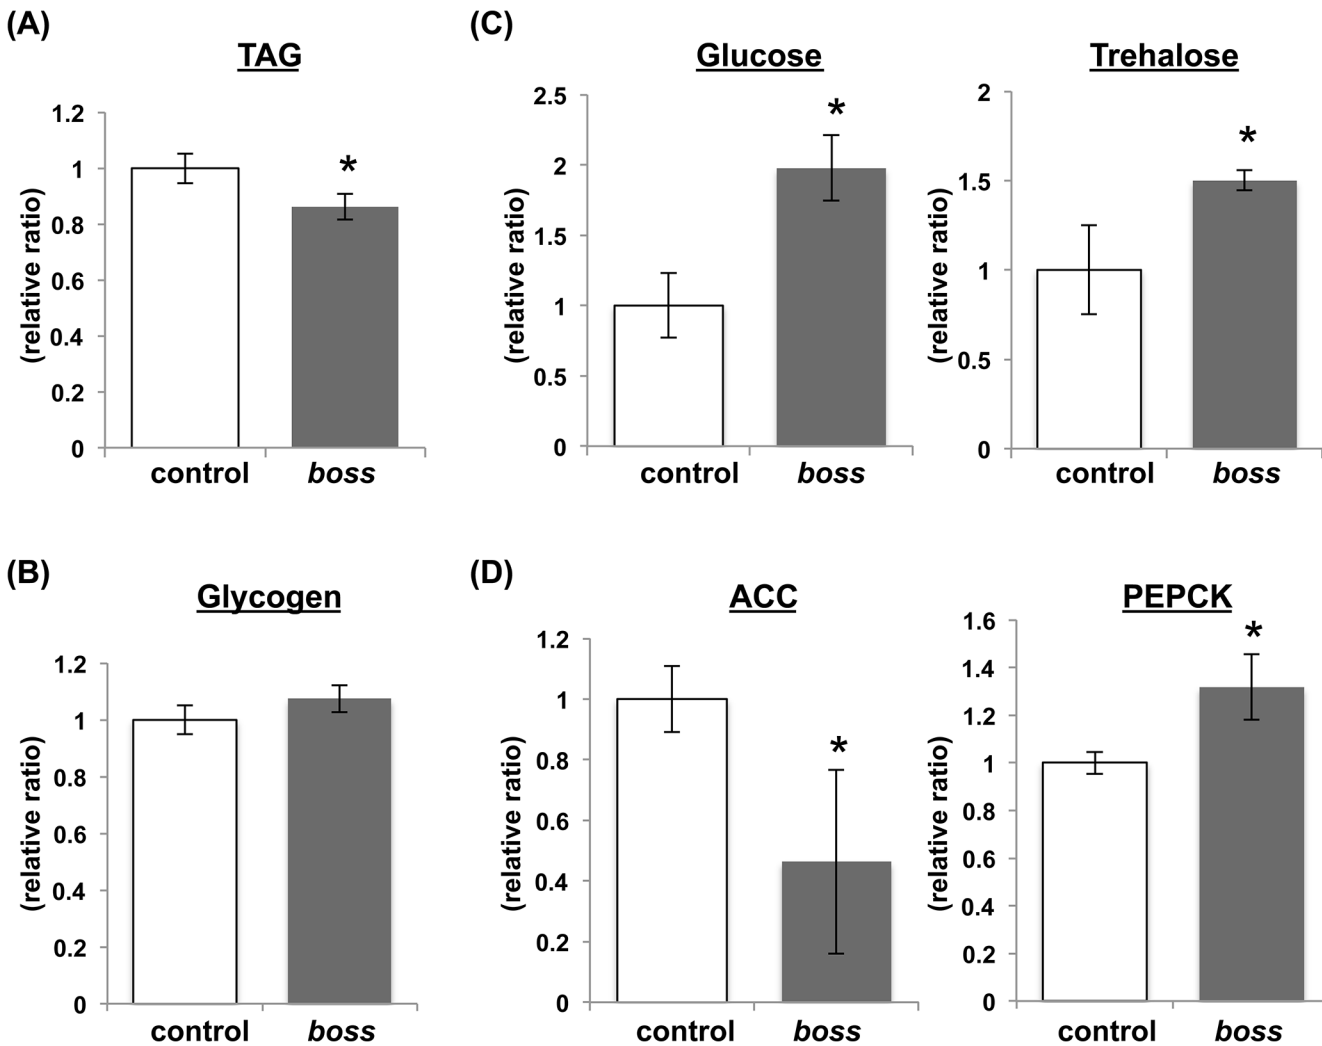 (A)
TAG
(relative ratio)
1.2
1
0.8
0.6
0.4
0.2
0
control boss
(C)
Glucose
(relative ratio)
2.5
2
1.5
1
0.5
0
control boss
Trehalose
(relative ratio)
2
1.5
1
0.5
0
control boss
(B)
Glycogen
(relative ratio)
1.2
1
0.8
0.6
0.4
0.2
0
control boss
(D)
ACC
(relative ratio)
1.2
1
0.8
0.6
0.4
0.2
0
control boss
PEPCK
(relative ratio)
1.6
1.4
1.2
1
0.8
0.6
0.4
0.2
0
control boss
*
*
*
*
*